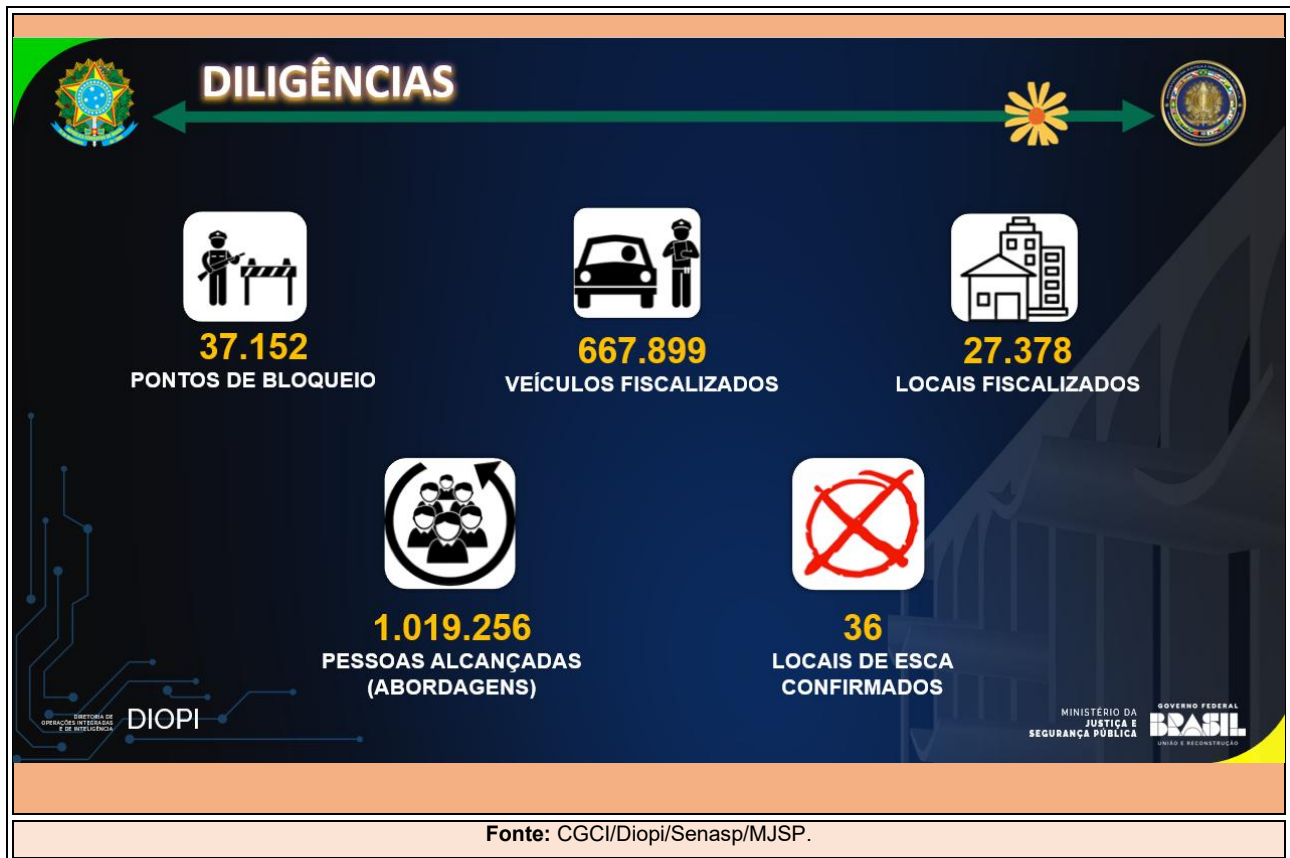 DILIGÊNCIAS
37.152
PONTOS DE BLOQUEIO
667.899
VEÍCULOS FISCALIZADOS
27.378
LOCAIS FISCALIZADOS
1.019.256
PESSOAS ALCANÇADAS
(ABORDAGENS)
36
LOCAIS DE ESCA
CONFIRMADOS
DIRETORIA DE
OPERAÇÕES INTEGRADAS
E DE INTELIGÊNCIA
DIOPI
MINISTÉRIO DA
JUSTIÇA E
SEGURANÇA PÚBLICA
GOVERNO FEDERAL
BRASIL
UNIÃO E RECONSTRUÇÃO
Fonte: CGCI/Diopi/Senasp/MJSP.